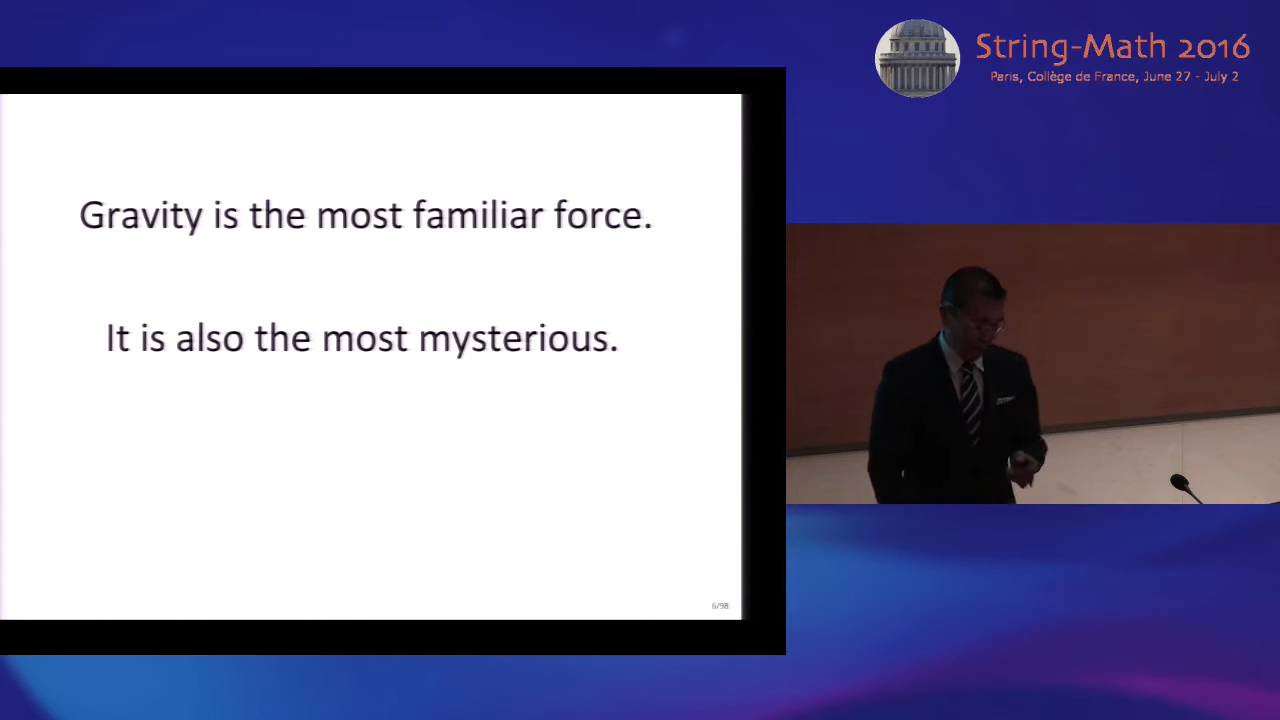 String-Math 2016
Paris, Collège de France, June 27 - July 2
Gravity is the most familiar force.
It is also the most mysterious.
6/98